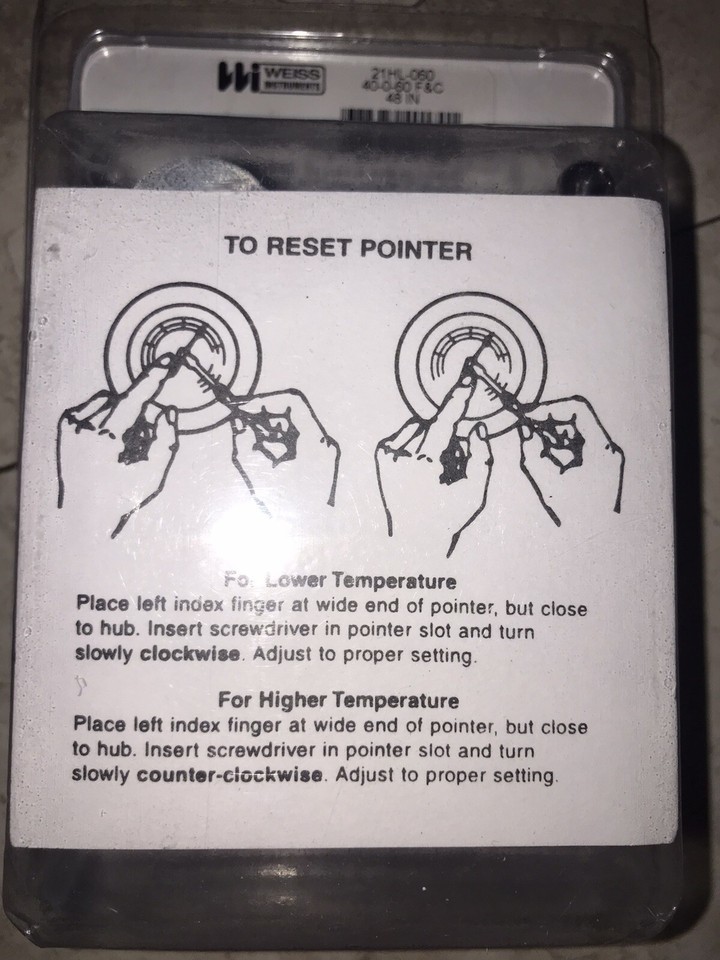 WEISS
INSTRUMENTS
21HL-060
40-0-60 F&C
48 IN
TO RESET POINTER
For Lower Temperature
Place left index finger at wide end of pointer, but close
to hub. Insert screwdriver in pointer slot and turn
slowly clockwise. Adjust to proper setting.
For Higher Temperature
Place left index finger at wide end of pointer, but close
to hub. Insert screwdriver in pointer slot and turn
slowly counter-clockwise. Adjust to proper setting.